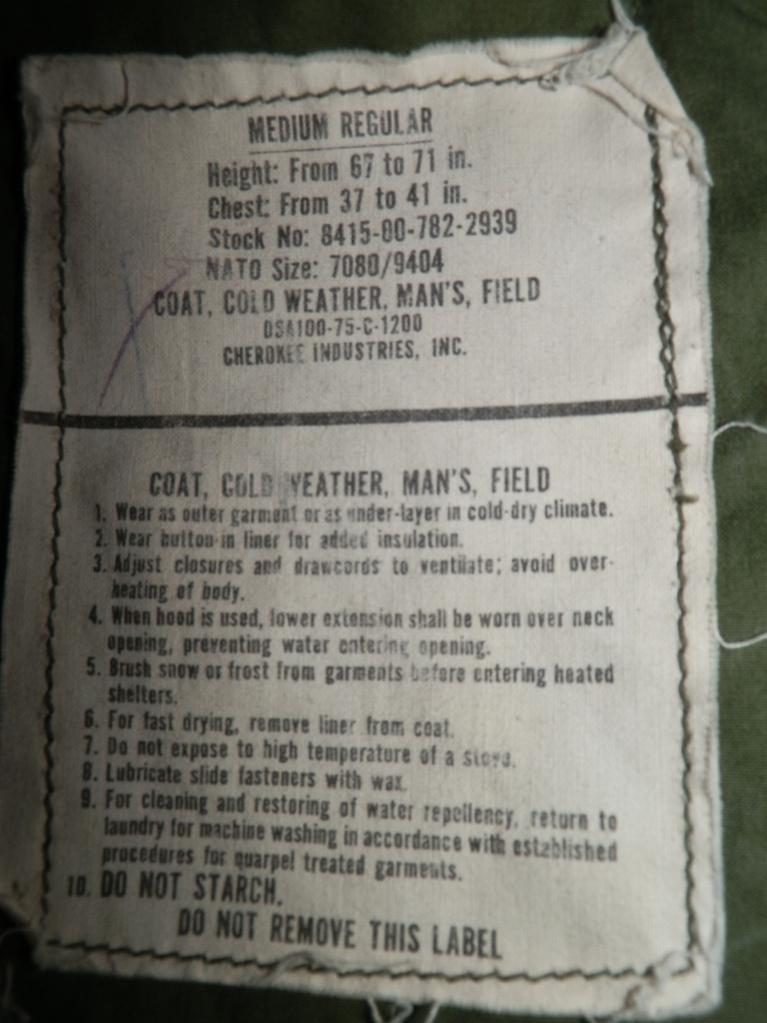 MEDIUM REGULAR
Height: From 67 to 71 in.
Chest: From 37 to 41 in.
Stock No: 8415-00-782-2939
NATO Size: 7080/9404
COAT, COLD WEATHER, MAN'S, FIELD
DSA100-75-C-1200
CHEROKEE INDUSTRIES, INC.
COAT, COLD WEATHER, MAN'S, FIELD
1. Wear as outer garment or as under-layer in cold-dry climate.
2. Wear button-in liner for added insulation.
3. Adjust closures and drawcords to ventilate; avoid over-
heating of body.
4. When hood is used, lower extension shall be worn over neck
opening, preventing water entering opening.
5. Brush snow or frost from garments before entering heated
shelters.
6. For fast drying, remove liner from coat.
7. Do not expose to high temperature of a stove.
8. Lubricate slide fasteners with wax.
9. For cleaning and restoring of water repellency, return to
laundry for machine washing in accordance with established
procedures for quarpel treated garments.
10. DO NOT STARCH.
DO NOT REMOVE THIS LABEL